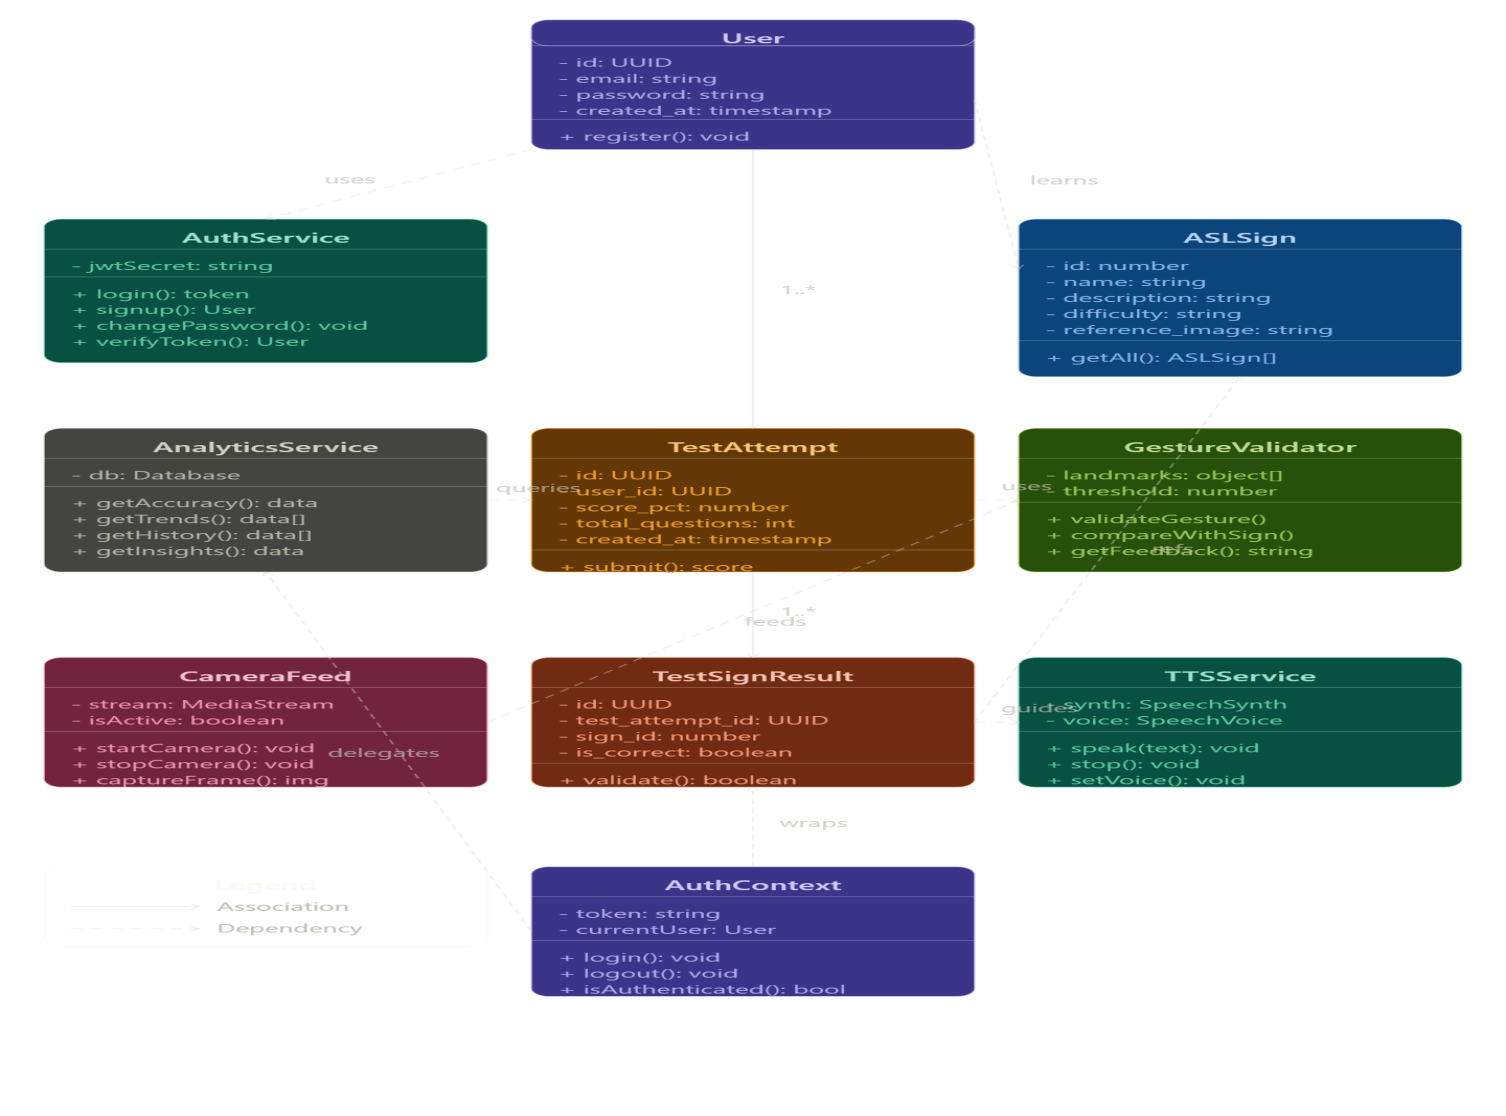 User
- id: UUID
- email: string
- password: string
- created_at: timestamp
+ register(): void
uses
learns
AuthService
- jwtSecret: string
+ login(): token
+ signup(): User
+ changePassword(): void
+ verifyToken(): User
1..*
ASLSign
- id: number
- name: string
- description: string
- difficulty: string
- reference_image: string
+ getAll(): ASLSign[]
AnalyticsService
- db: Database
+ getAccuracy(): data
+ getTrends(): data[]
+ getHistory(): data[]
+ getInsights(): data
queries
TestAttempt
- id: UUID
- user_id: UUID
- score_pct: number
- total_questions: int
- created_at: timestamp
+ submit(): score
uses
GestureValidator
- landmarks: object[]
- threshold: number
+ validateGesture()
+ compareWithSign()
+ getFeedback(): string
refs
1..*
feeds
CameraFeed
- stream: MediaStream
- isActive: boolean
+ startCamera(): void
+ stopCamera(): void
+ captureFrame(): img
delegates
TestSignResult
- id: UUID
- test_attempt_id: UUID
- sign_id: number
- is_correct: boolean
+ validate(): boolean
guides
TTSService
- synth: SpeechSynth
- voice: SpeechVoice
+ speak(text): void
+ stop(): void
+ setVoice(): void
wraps
Legend
Association
Dependency
AuthContext
- token: string
- currentUser: User
+ login(): void
+ logout(): void
+ isAuthenticated(): bool